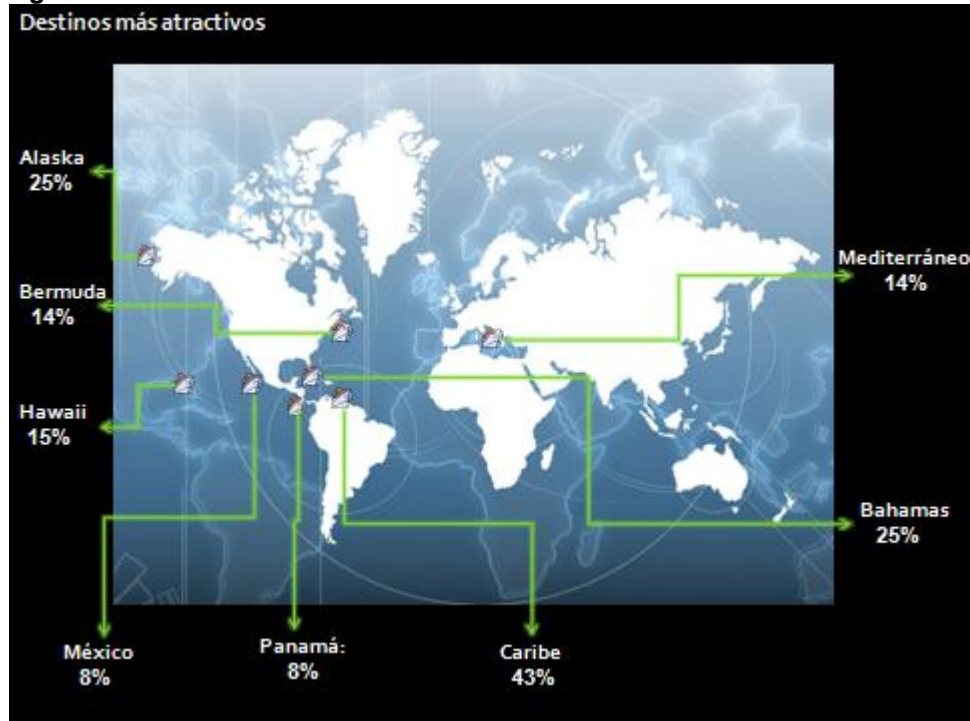 Destinos más atractivos
Alaska
25%
Mediterráneo
14%
Bermuda
14%
Hawaii
15%
Bahamas
25%
México
8%
Panamá:
8%
Caribe
43%